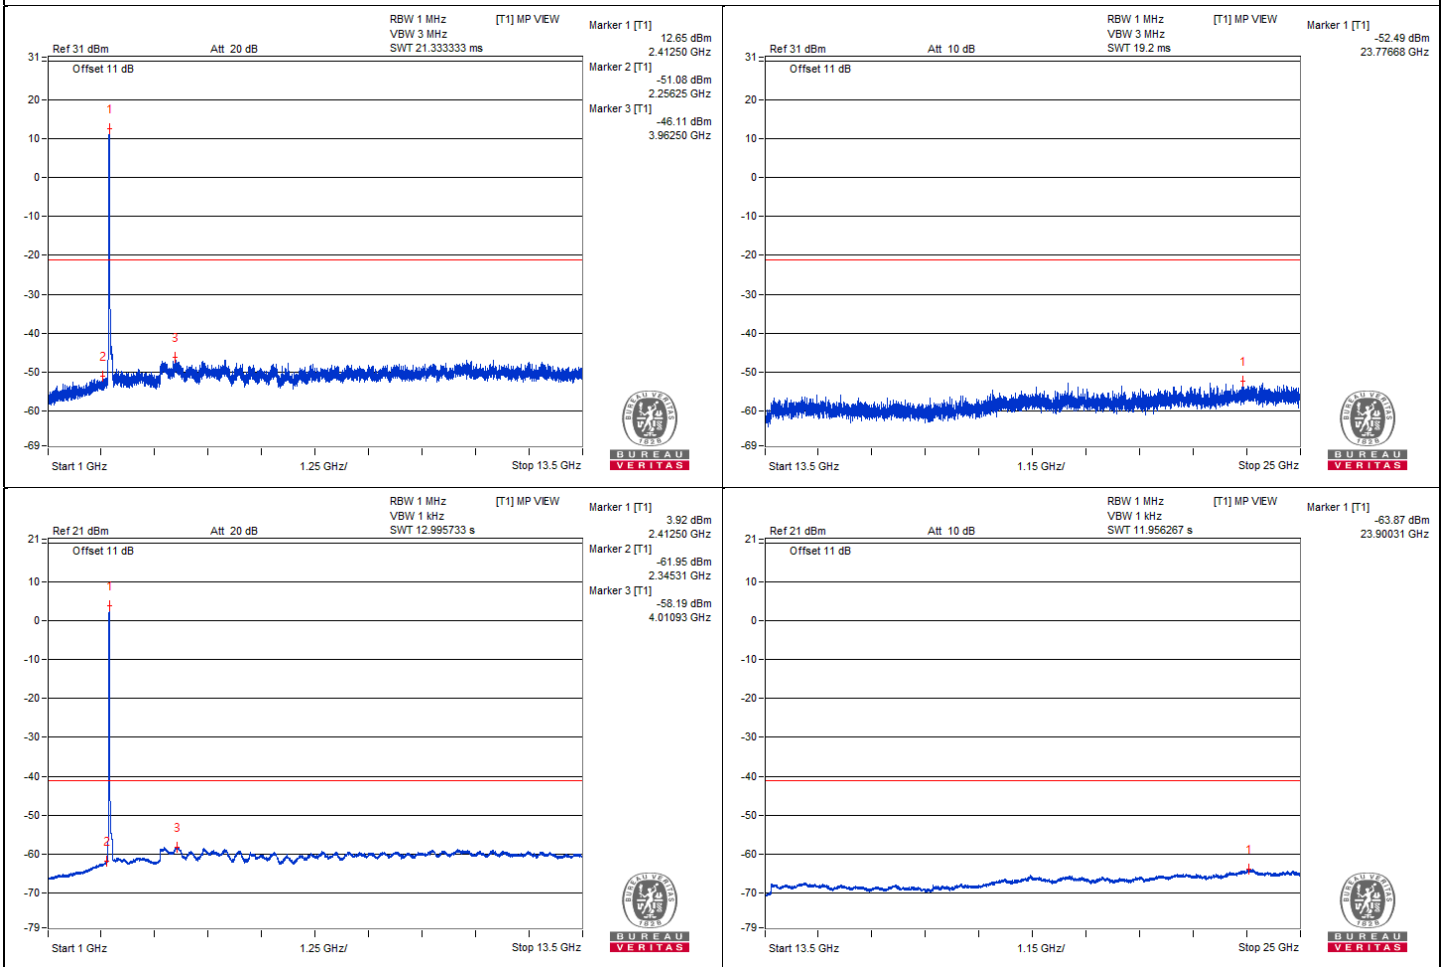 RBW 1 MHz [T1] MP VIEW
VBW 3 MHz
SWT 21.333333 ms
Ref 31 dBm Att 20 dB
Offset 11 dB
Marker 1 [T1]
12.65 dBm
2.41250 GHz
Marker 2 [T1]
-51.08 dBm
2.25625 GHz
Marker 3 [T1]
-46.11 dBm
3.96250 GHz
31
20
10
0
-10
-20
-30
-40
-50
-60
-69
1
2
3
Start 1 GHz 1.25 GHz/ Stop 13.5 GHz
BUREAU VERITAS
1828
BUREAU
VERITAS
RBW 1 MHz [T1] MP VIEW
VBW 3 MHz
SWT 19.2 ms
Ref 31 dBm Att 10 dB
Offset 11 dB
Marker 1 [T1]
-52.49 dBm
23.77668 GHz
31
20
10
0
-10
-20
-30
-40
-50
-60
-69
1
Start 13.5 GHz 1.15 GHz/ Stop 25 GHz
BUREAU VERITAS
1828
BUREAU
VERITAS
RBW 1 MHz [T1] MP VIEW
VBW 1 kHz
SWT 12.995733 s
Ref 21 dBm Att 20 dB
Offset 11 dB
Marker 1 [T1]
3.92 dBm
2.41250 GHz
Marker 2 [T1]
-61.95 dBm
2.34531 GHz
Marker 3 [T1]
-58.19 dBm
4.01093 GHz
21
10
0
-10
-20
-30
-40
-50
-60
-70
-79
1
2
3
Start 1 GHz 1.25 GHz/ Stop 13.5 GHz
BUREAU VERITAS
1828
BUREAU
VERITAS
RBW 1 MHz [T1] MP VIEW
VBW 1 kHz
SWT 11.956267 s
Ref 21 dBm Att 10 dB
Offset 11 dB
Marker 1 [T1]
-63.87 dBm
23.90031 GHz
21
10
0
-10
-20
-30
-40
-50
-60
-70
-79
1
Start 13.5 GHz 1.15 GHz/ Stop 25 GHz
BUREAU VERITAS
1828
BUREAU
VERITAS